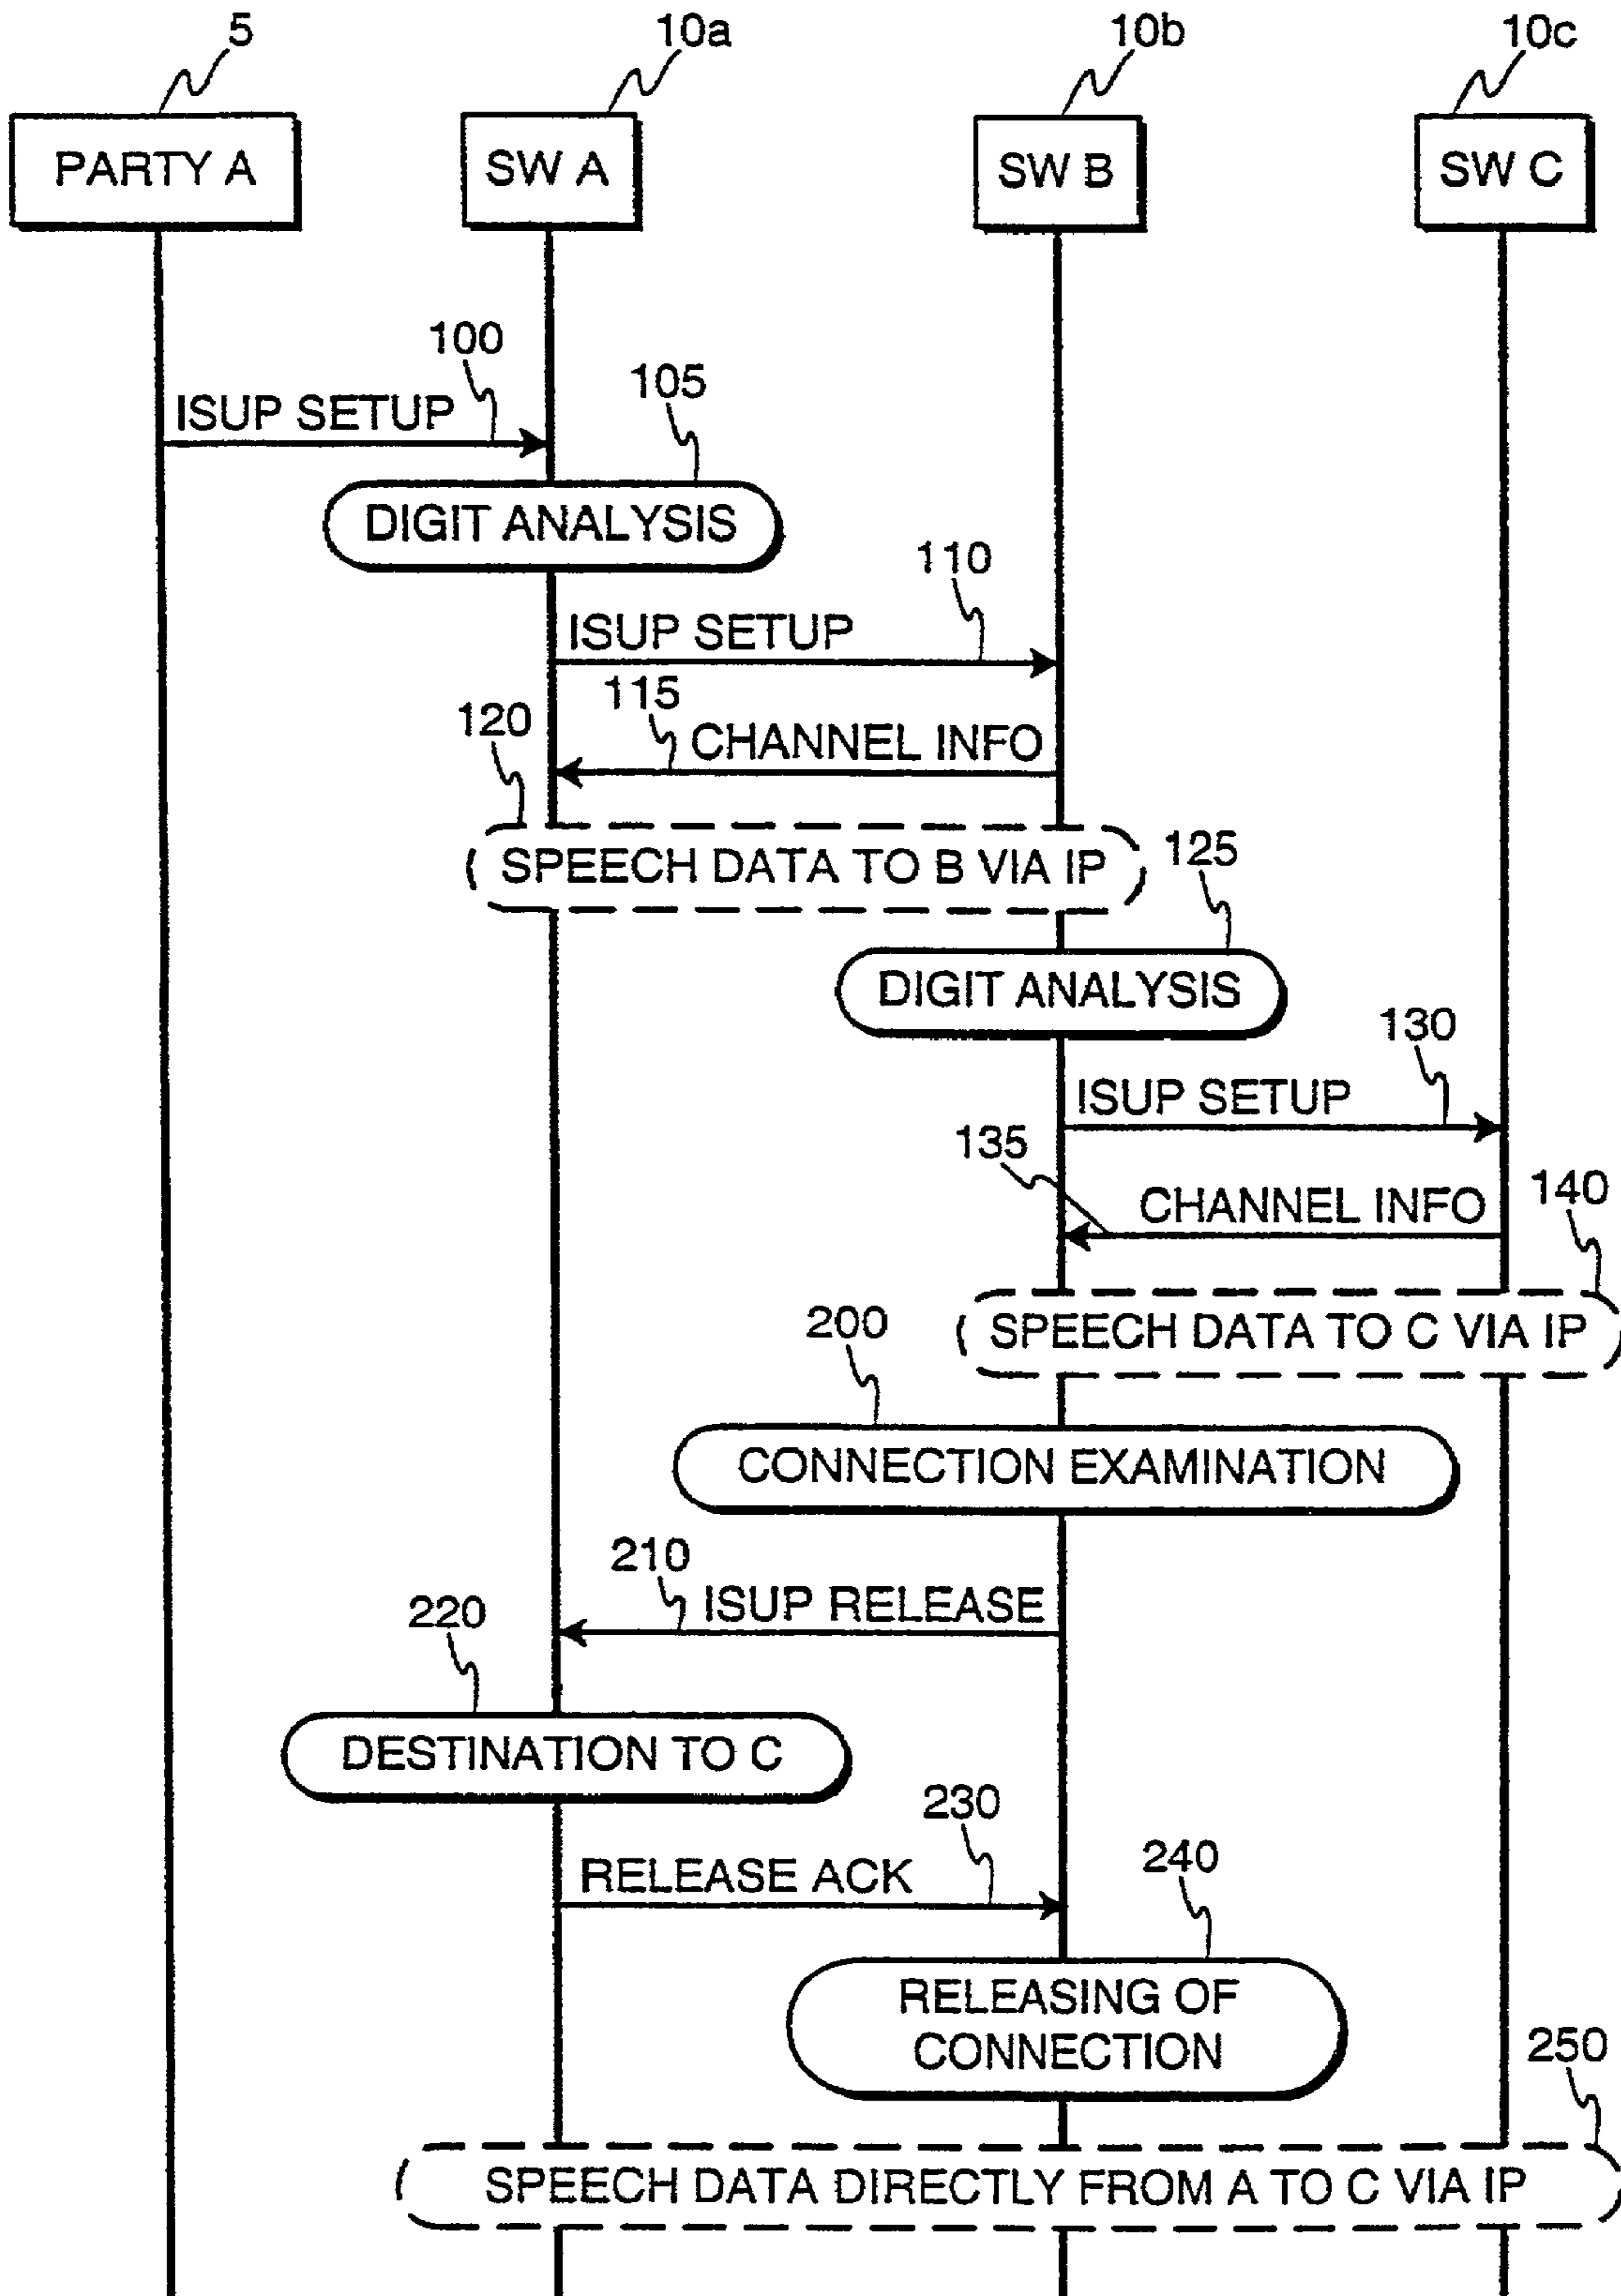 5
10a
10b
10c
PARTY A
SW A
SW B
SW C
100
ISUP SETUP
105
DIGIT ANALYSIS
110
ISUP SETUP
115
CHANNEL INFO
120
SPEECH DATA TO B VIA IP
125
DIGIT ANALYSIS
130
ISUP SETUP
135
CHANNEL INFO
140
SPEECH DATA TO C VIA IP
200
CONNECTION EXAMINATION
210
ISUP RELEASE
220
DESTINATION TO C
230
RELEASE ACK
240
RELEASING OF
CONNECTION
250
SPEECH DATA DIRECTLY FROM A TO C VIA IP